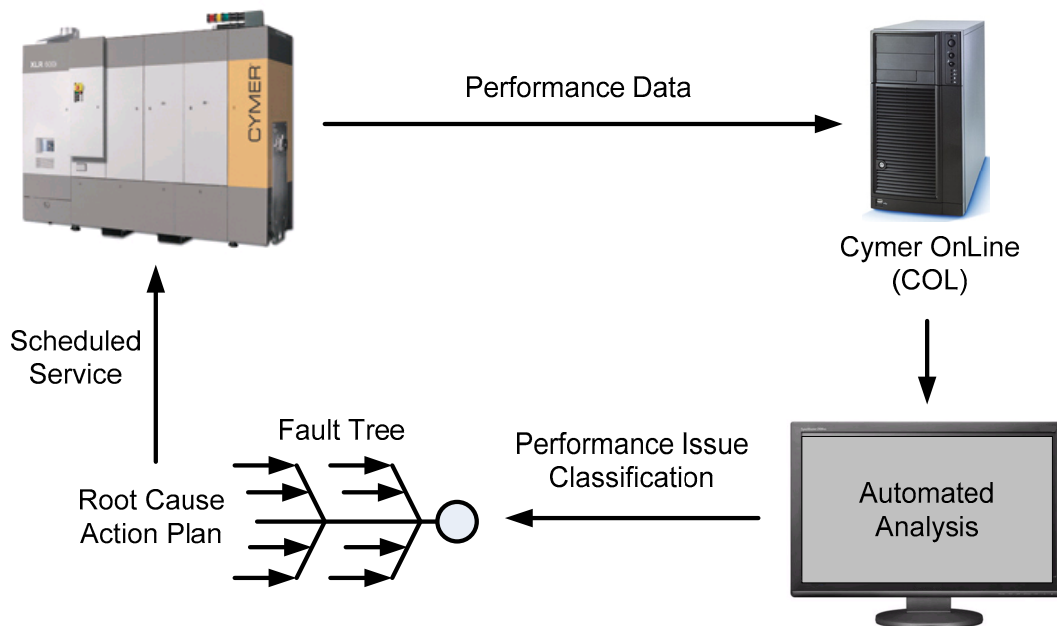 XLR
CYMER
Performance Data
Cymer OnLine
(COL)
Scheduled
Service
Fault Tree
Performance Issue
Classification
Root Cause
Action Plan
Automated
Analysis